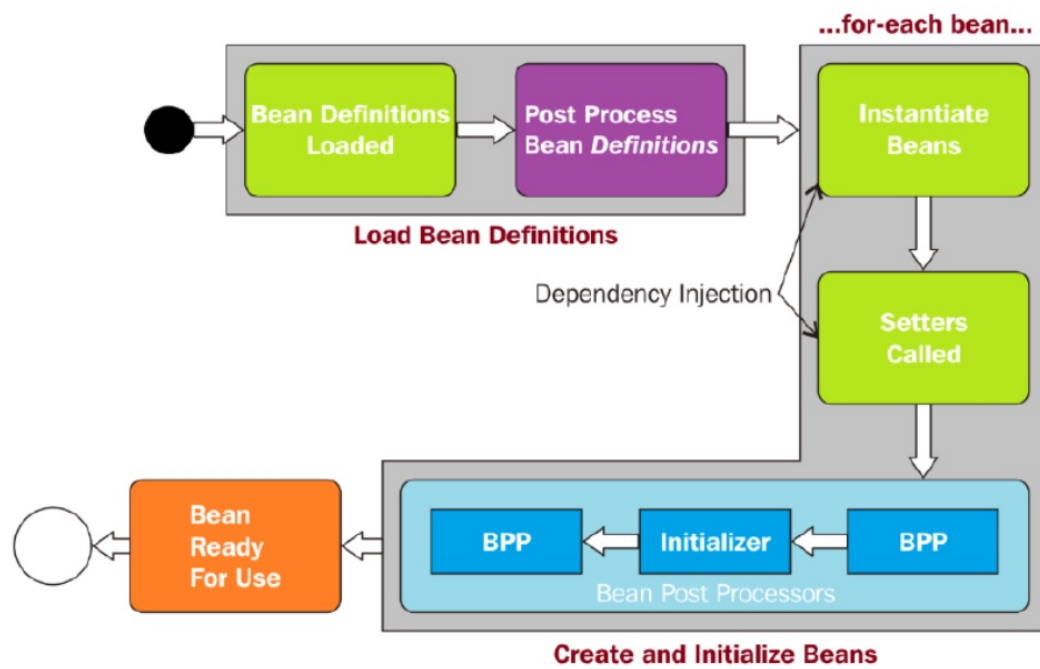 ...for-each bean...
Bean Definitions
Loaded
Post Process
Bean Definitions
Instantiate
Beans
Load Bean Definitions
Dependency Injection
Setters
Called
Bean
Ready
For Use
BPP
Initializer
BPP
Bean Post Processors
Create and Initialize Beans